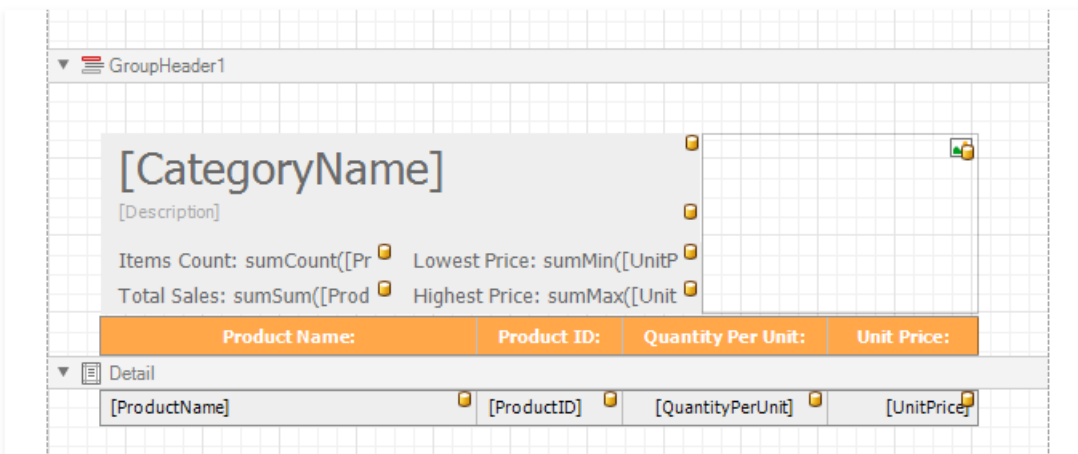 GroupHeader1
[CategoryName]
[Description]
Items Count: sumCount([Pr Lowest Price: sumMin([UnitP
Total Sales: sumSum([Prod Highest Price: sumMax([Unit
Product Name: Product ID: Quantity Per Unit: Unit Price:
Detail
[ProductName] [ProductID] [QuantityPerUnit] [UnitPrice]